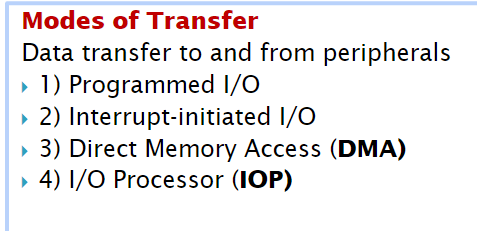 Modes of Transfer
Data transfer to and from peripherals
1) Programmed I/O
2) Interrupt-initiated I/O
3) Direct Memory Access (DMA)
4) I/O Processor (IOP)